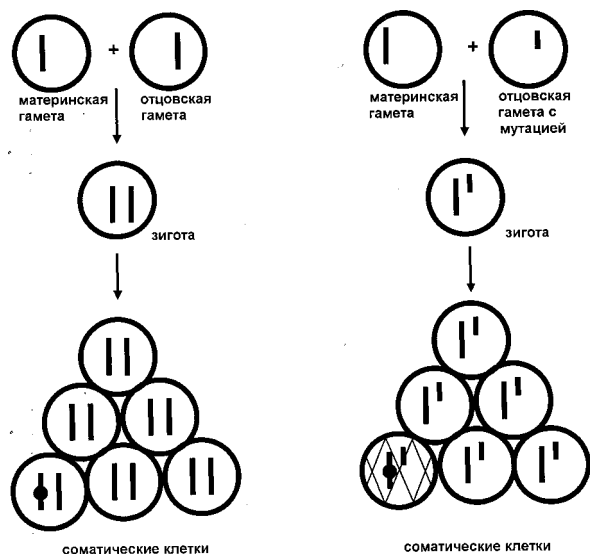 +
материнская
гамета
отцовская
гамета
зигота
соматические клетки
+
материнская
гамета
отцовская
гамета с
мутацией
зигота
соматические клетки